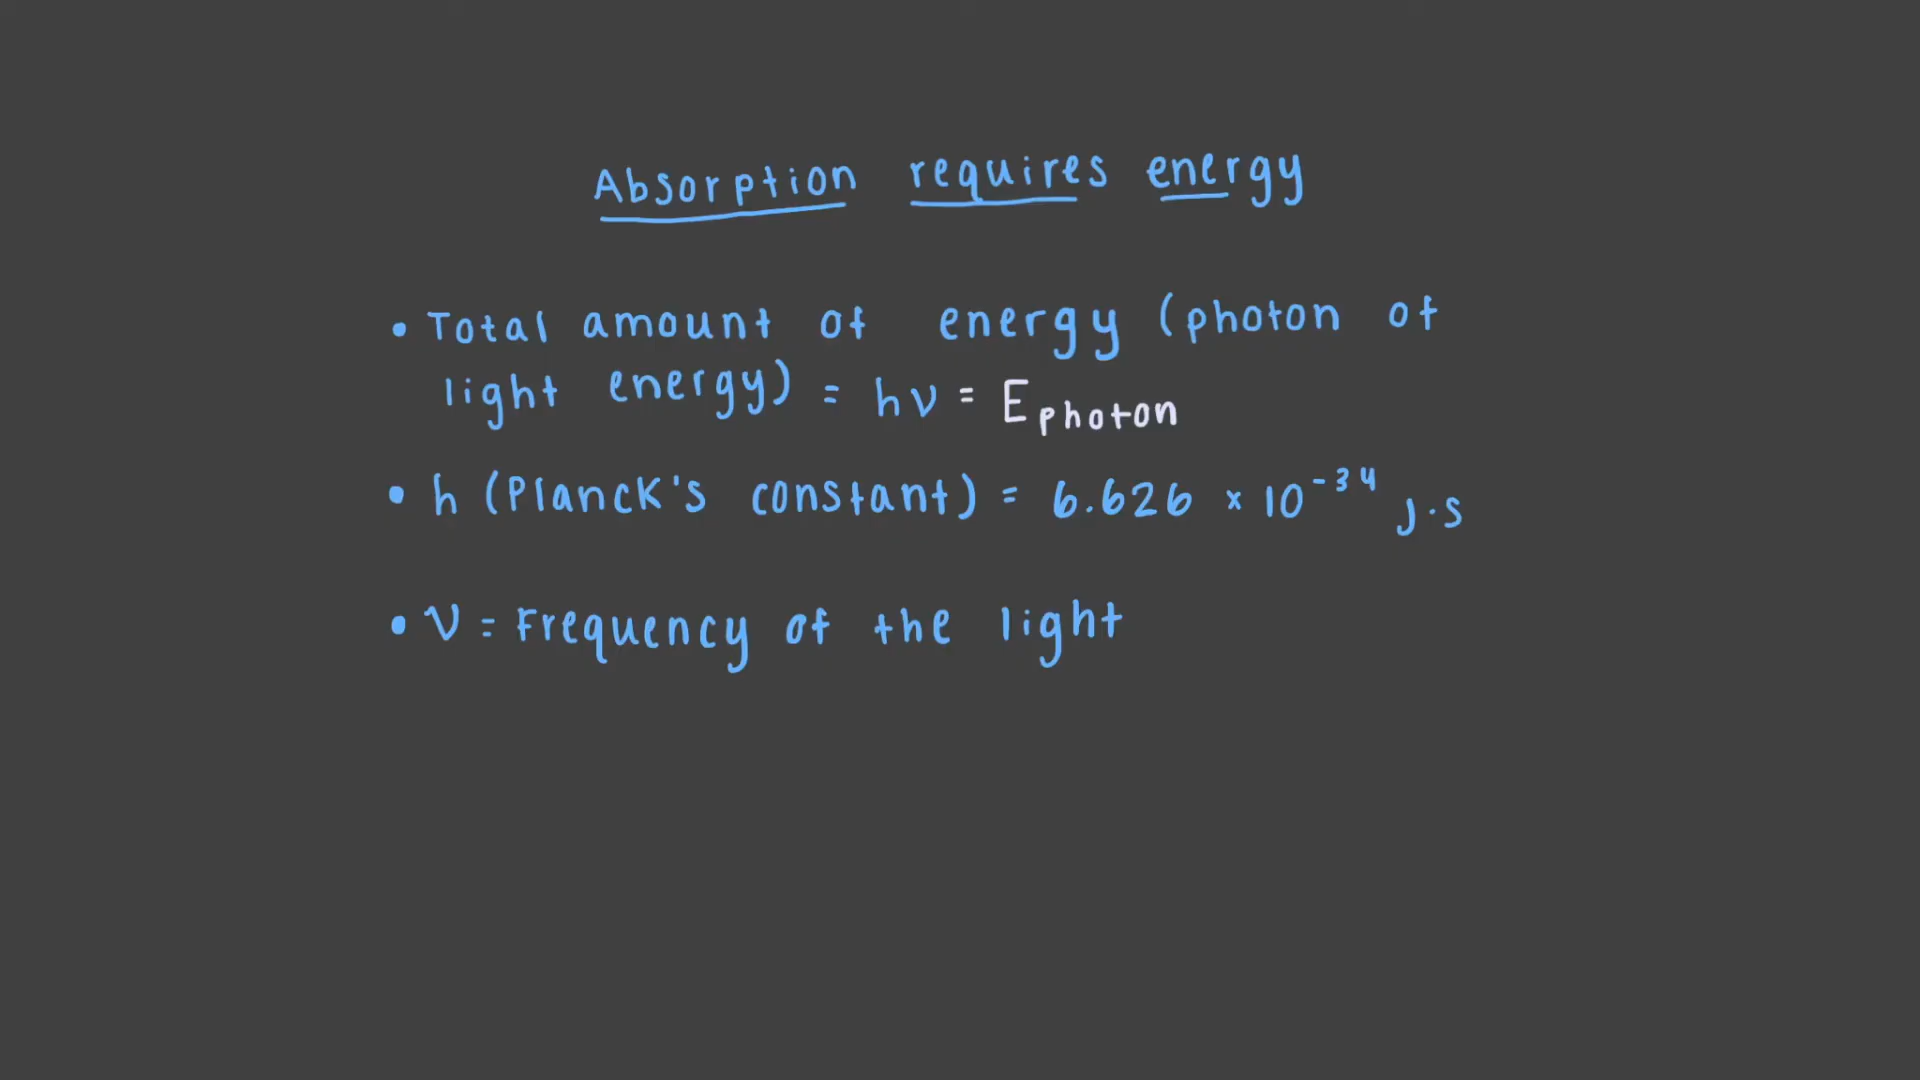 Absorption requires energy
• Total amount of energy (photon of
light energy) = hν = Ephoton
• h (Planck's constant) = 6.626 × 10⁻³⁴ J·s
• ν = Frequency of the light